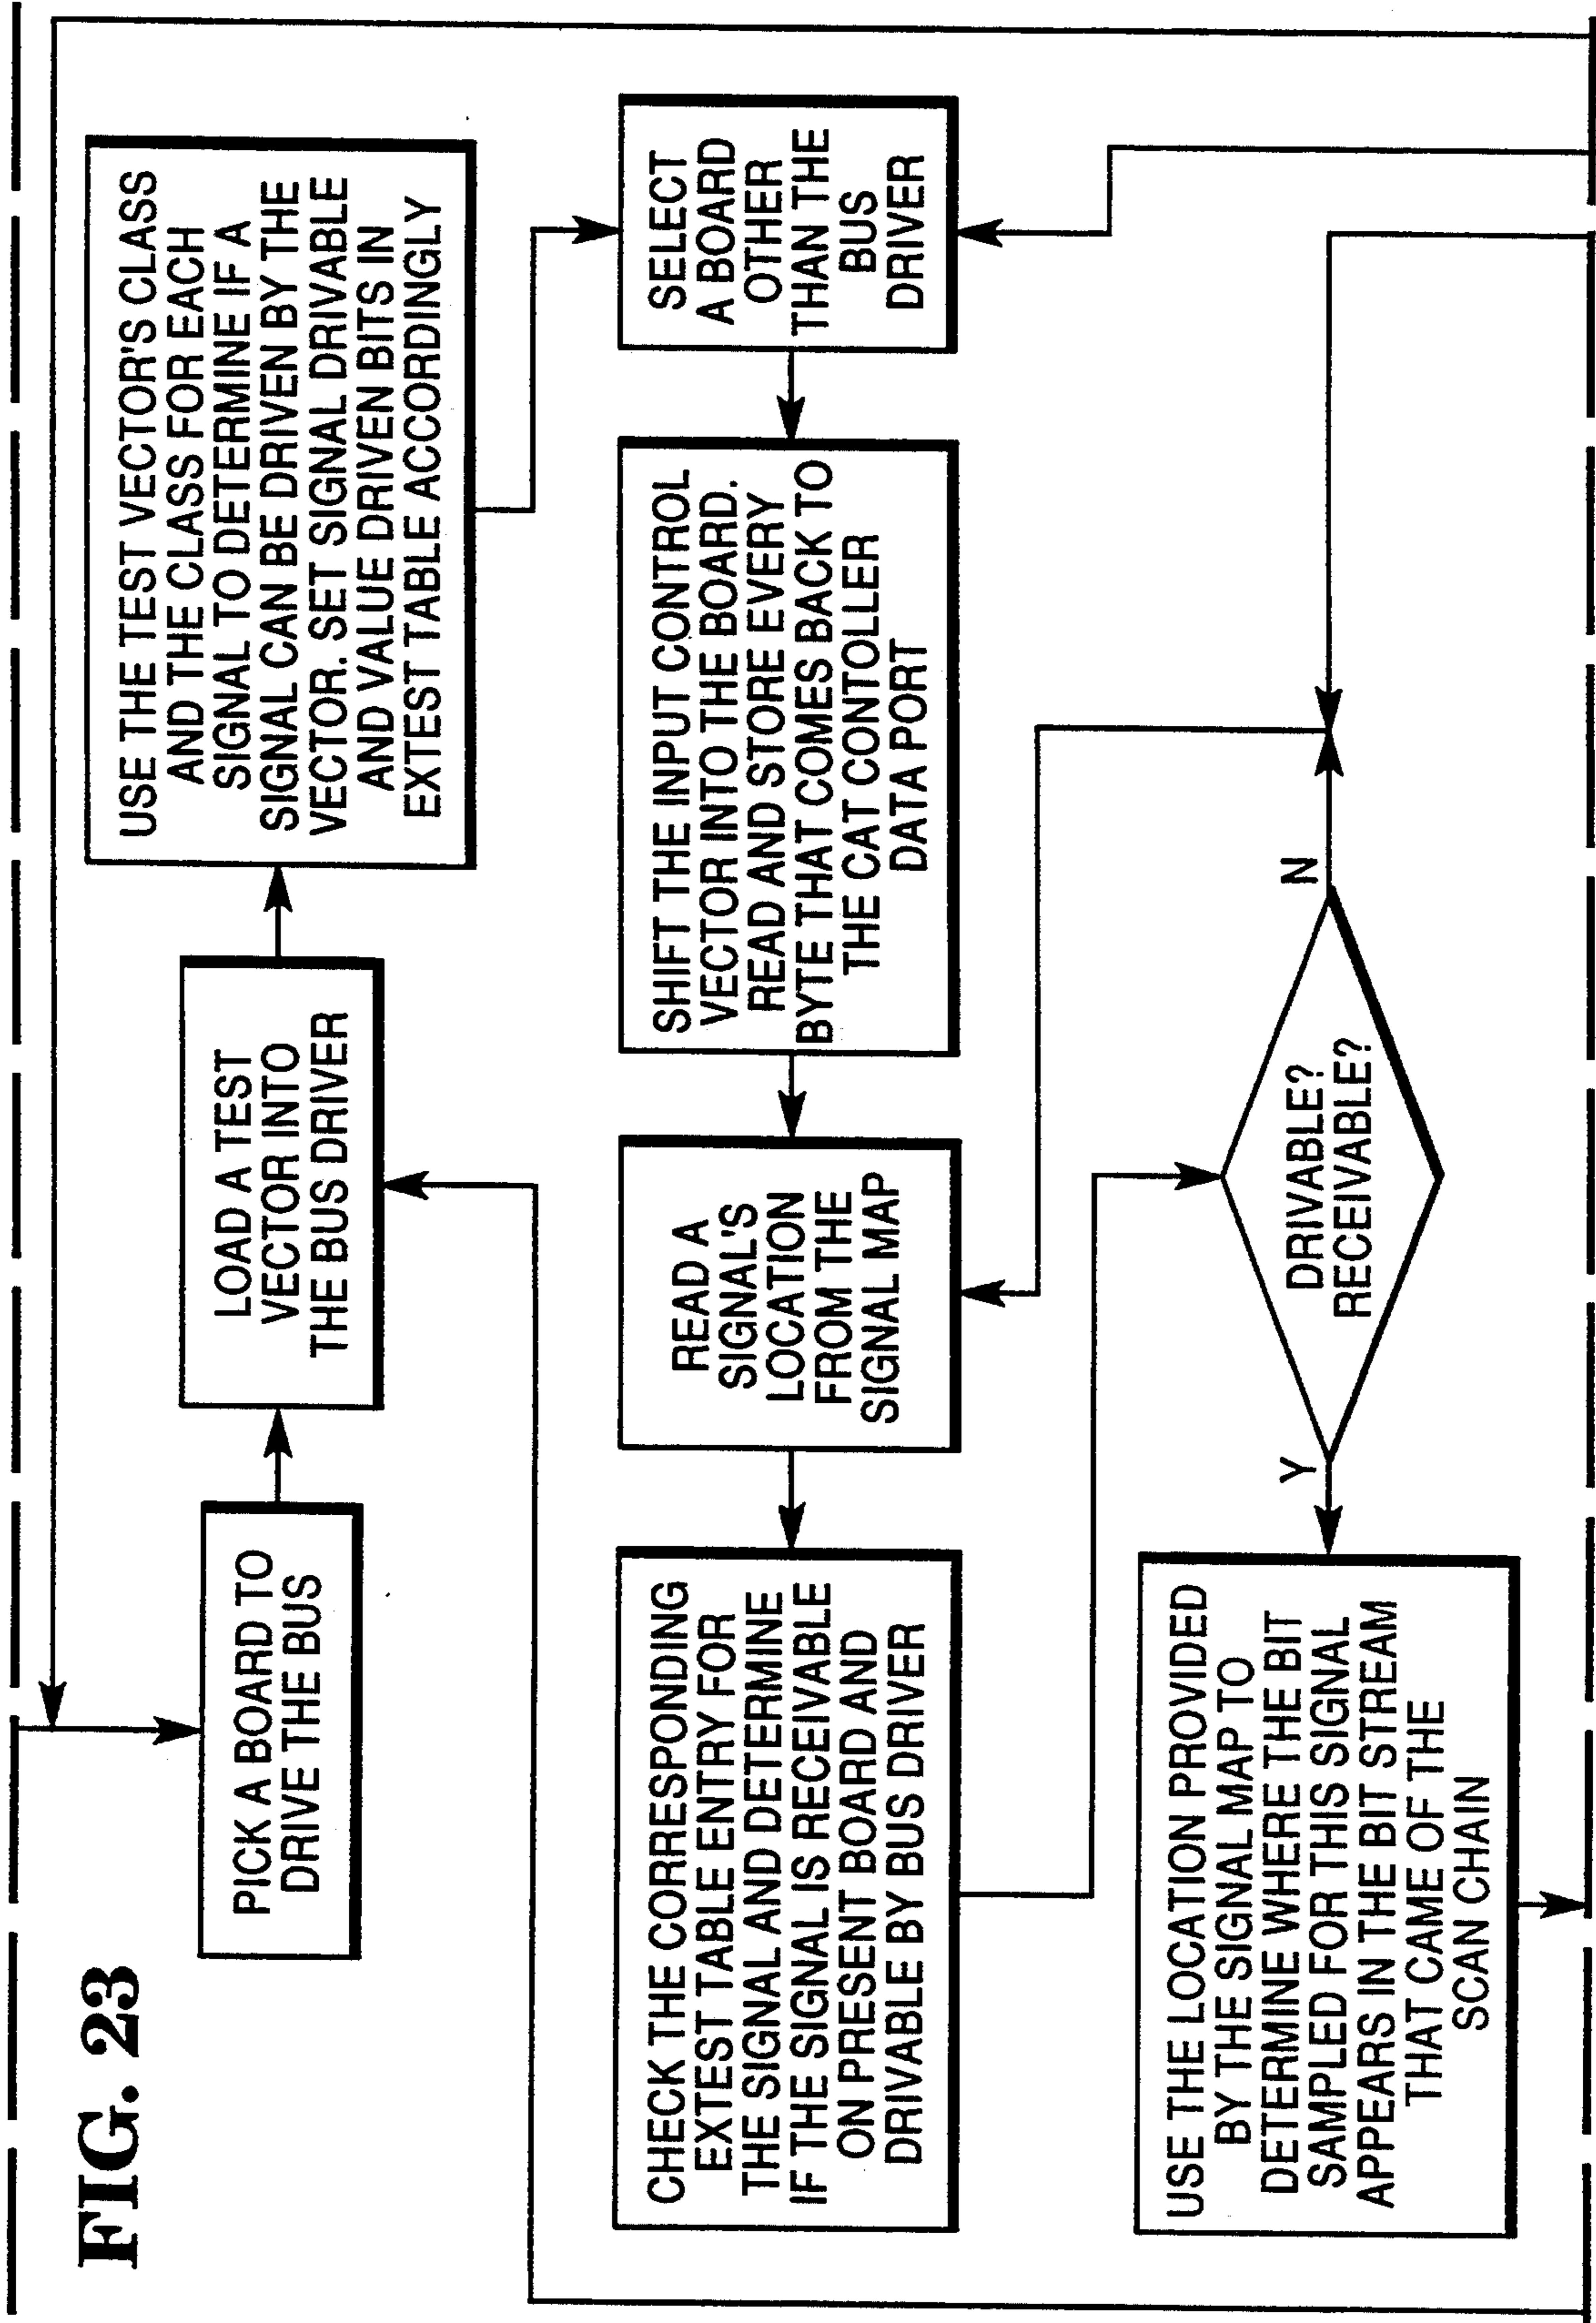 FIG. 23
PICK A BOARD TO
DRIVE THE BUS
LOAD A TEST
VECTOR INTO
THE BUS DRIVER
USE THE TEST VECTOR'S CLASS
AND THE CLASS FOR EACH
SIGNAL TO DETERMINE IF A
SIGNAL CAN BE DRIVEN BY THE
VECTOR. SET SIGNAL DRIVABLE
AND VALUE DRIVEN BITS IN
EXTEST TABLE ACCORDINGLY
SELECT
A BOARD
OTHER
THAN THE
BUS
DRIVER
SHIFT THE INPUT CONTROL
VECTOR INTO THE BOARD.
READ AND STORE EVERY
BYTE THAT COMES BACK TO
THE CAT CONTOLLER
DATA PORT
READ A
SIGNAL'S
LOCATION
FROM THE
SIGNAL MAP
CHECK THE CORRESPONDING
EXTEST TABLE ENTRY FOR
THE SIGNAL AND DETERMINE
IF THE SIGNAL IS RECEIVABLE
ON PRESENT BOARD AND
DRIVABLE BY BUS DRIVER
DRIVABLE?
RECEIVABLE?
Y
N
USE THE LOCATION PROVIDED
BY THE SIGNAL MAP TO
DETERMINE WHERE THE BIT
SAMPLED FOR THIS SIGNAL
APPEARS IN THE BIT STREAM
THAT CAME OF THE
SCAN CHAIN